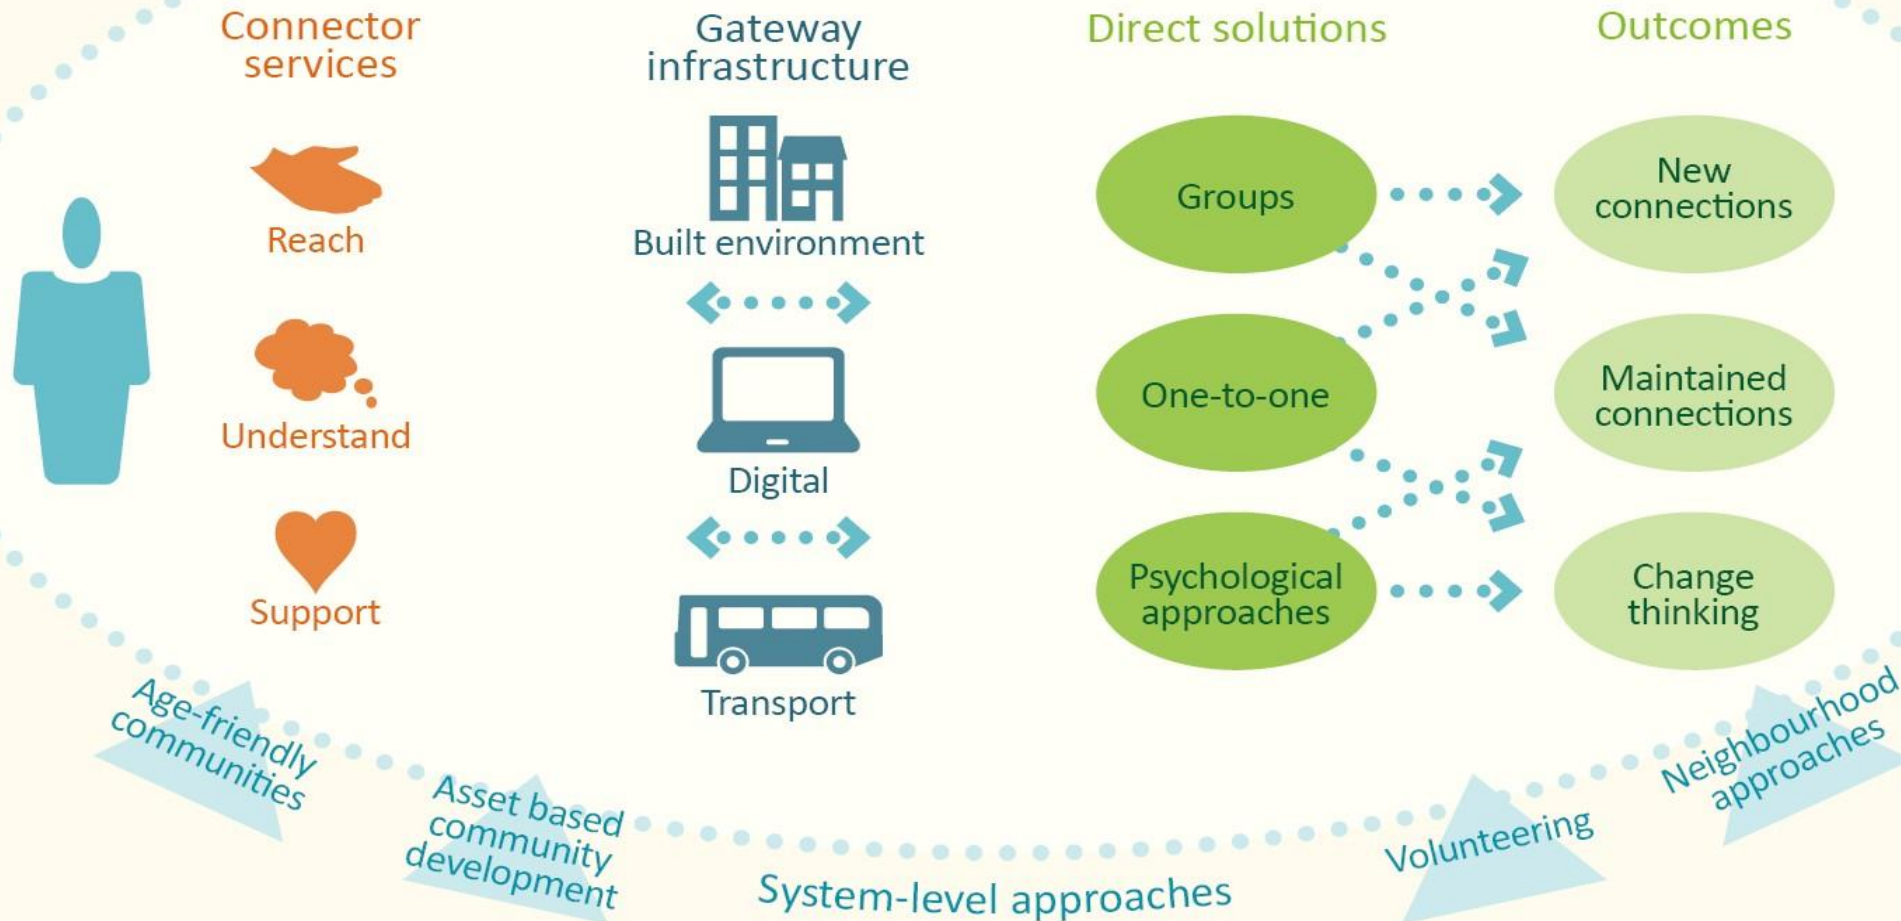 Connector
services
Reach
Understand
Support
Gateway
infrastructure
Built environment
Digital
Transport
Direct solutions
Groups
One-to-one
Psychological
approaches
Outcomes
New
connections
Maintained
connections
Change
thinking
Age-friendly
communities
Asset based
community
development
System-level approaches
Volunteering
Neighbourhood
approaches